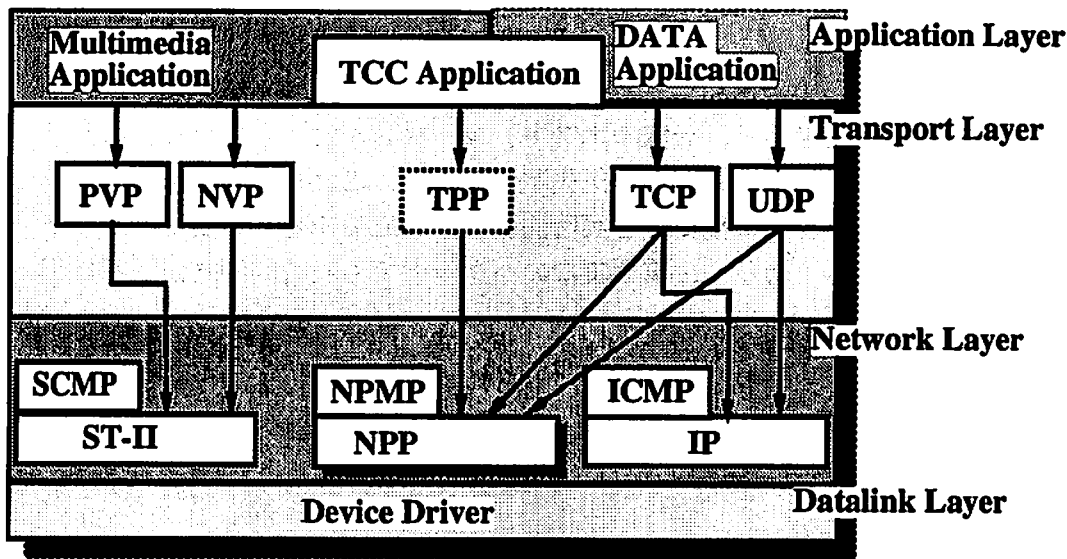 Multimedia
Application
TCC Application
DATA
Application
Application Layer
Transport Layer
PVP
NVP
TPP
TCP
UDP
Network Layer
SCMP
NPMP
ICMP
ST-II
NPP
IP
Datalink Layer
Device Driver